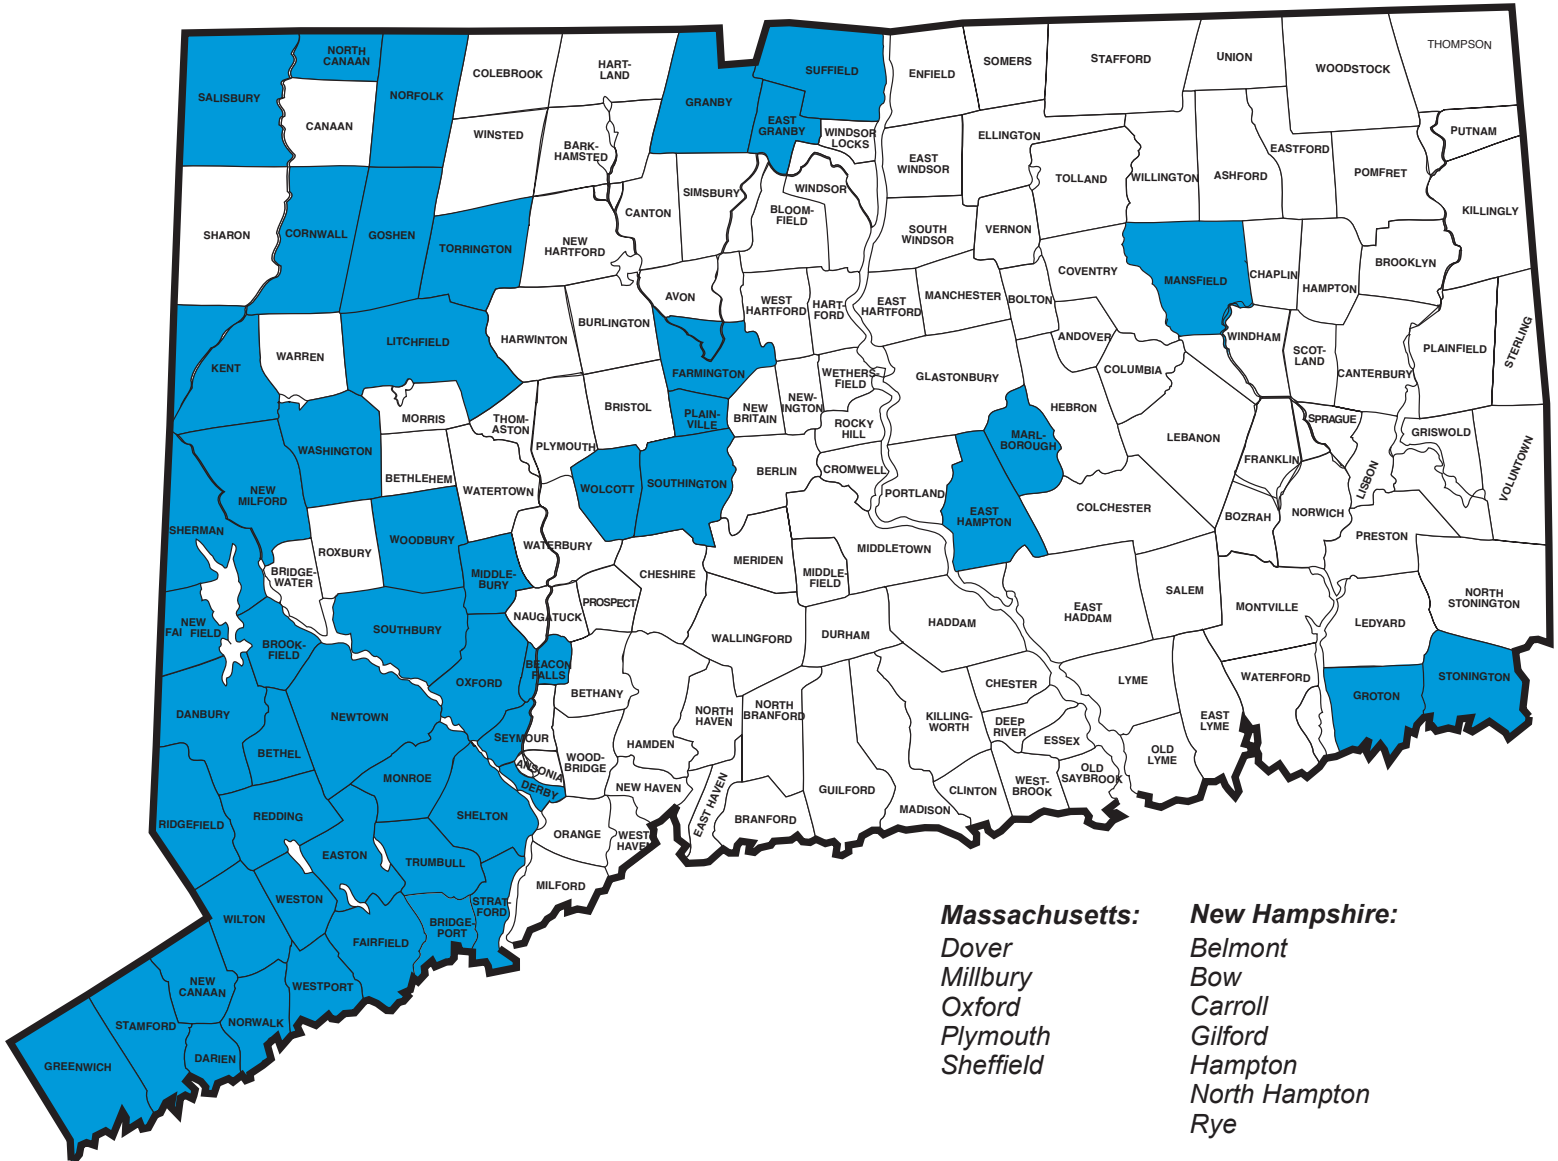 NORTH
CANAAN
SALISBURY
CANAAN
NORFOLK
COLEBROOK
HART-
LAND
WINSTED
BARK-
HAMSTED
GRANBY
SUFFIELD
EAST
GRANBY
WINDSOR
LOCKS
ENFIELD
SOMERS
STAFFORD
UNION
WOODSTOCK
THOMPSON
PUTNAM
EAST
WINDSOR
ELLINGTON
TOLLAND
WILLINGTON
ASHFORD
EASTFORD
POMFRET
KILLINGLY
SHARON
CORNWALL
GOSHEN
TORRINGTON
NEW
HARTFORD
CANTON
SIMSBURY
BLOOM-
FIELD
WINDSOR
SOUTH
WINDSOR
VERNON
COVENTRY
MANSFIELD
CHAPLIN
HAMPTON
BROOKLYN
KENT
WARREN
LITCHFIELD
HARWINTON
BURLINGTON
AVON
WEST
HARTFORD
HART-
FORD
EAST
HARTFORD
MANCHESTER
BOLTON
ANDOVER
COLUMBIA
WINDHAM
SCOT-
LAND
CANTERBURY
PLAINFIELD
STERLING
FARMINGTON
PLAIN-
VILLE
NEW
BRITAIN
NEW-
INGTON
WETHERS-
FIELD
ROCKY
HILL
GLASTONBURY
HEBRON
MARL-
BOROUGH
LEBANON
FRANKLIN
SPRAGUE
LISBON
GRISWOLD
VOLUNTOWN
WASHINGTON
MORRIS
BETHLEHEM
THOM-
ASTON
PLYMOUTH
BRISTOL
WATERTOWN
WOLCOTT
SOUTHINGTON
BERLIN
CROMWELL
PORTLAND
EAST
HAMPTON
COLCHESTER
BOZRAH
NORWICH
PRESTON
NEW
MILFORD
SHERMAN
BRIDGE-
WATER
ROXBURY
WOODBURY
MIDDLE-
BURY
WATERBURY
CHESHIRE
MERIDEN
MIDDLE-
FIELD
MIDDLETOWN
NEW
FAI FIELD
BROOK-
FIELD
SOUTHBURY
NAUGATUCK
PROSPECT
WALLINGFORD
DURHAM
HADDAM
EAST
HADDAM
SALEM
MONTVILLE
LEDYARD
NORTH
STONINGTON
DANBURY
BETHEL
NEWTOWN
OXFORD
BEACON
FALLS
BETHANY
SEYMOUR
WOOD-
BRIDGE
HAMDEN
NORTH
HAVEN
NORTH
BRANFORD
KILLING-
WORTH
CHESTER
DEEP
RIVER
ESSEX
LYME
OLD
LYME
EAST
LYME
WATERFORD
GROTON
STONINGTON
RIDGEFIELD
REDDING
MONROE
ANSONIA
DERBY
SHELTON
NEW HAVEN
EAST HAVEN
BRANFORD
GUILFORD
MADISON
CLINTON
WEST-
BROOK
OLD
SAYBROOK
EASTON
TRUMBULL
ORANGE
WEST
HAVEN
MILFORD
STRAT-
FORD
BRIDGE-
PORT
FAIRFIELD
WESTON
WILTON
WESTPORT
NEW
CANAAN
NORWALK
DARIEN
STAMFORD
GREENWICH
Massachusetts:
Dover
Millbury
Oxford
Plymouth
Sheffield
New Hampshire:
Belmont
Bow
Carroll
Gilford
Hampton
North Hampton
Rye